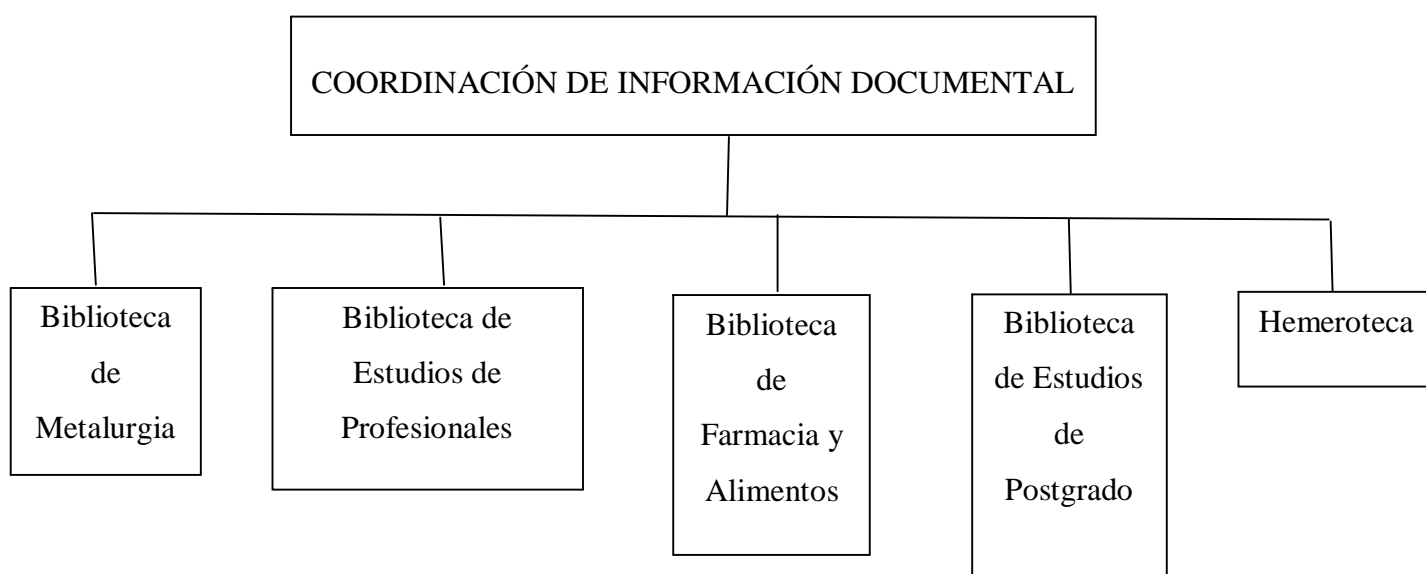 COORDINACIÓN DE INFORMACIÓN DOCUMENTAL
Biblioteca
de
Metalurgia
Biblioteca de
Estudios de
Profesionales
Biblioteca
de
Farmacia y
Alimentos
Biblioteca
de Estudios
de
Postgrado
Hemeroteca